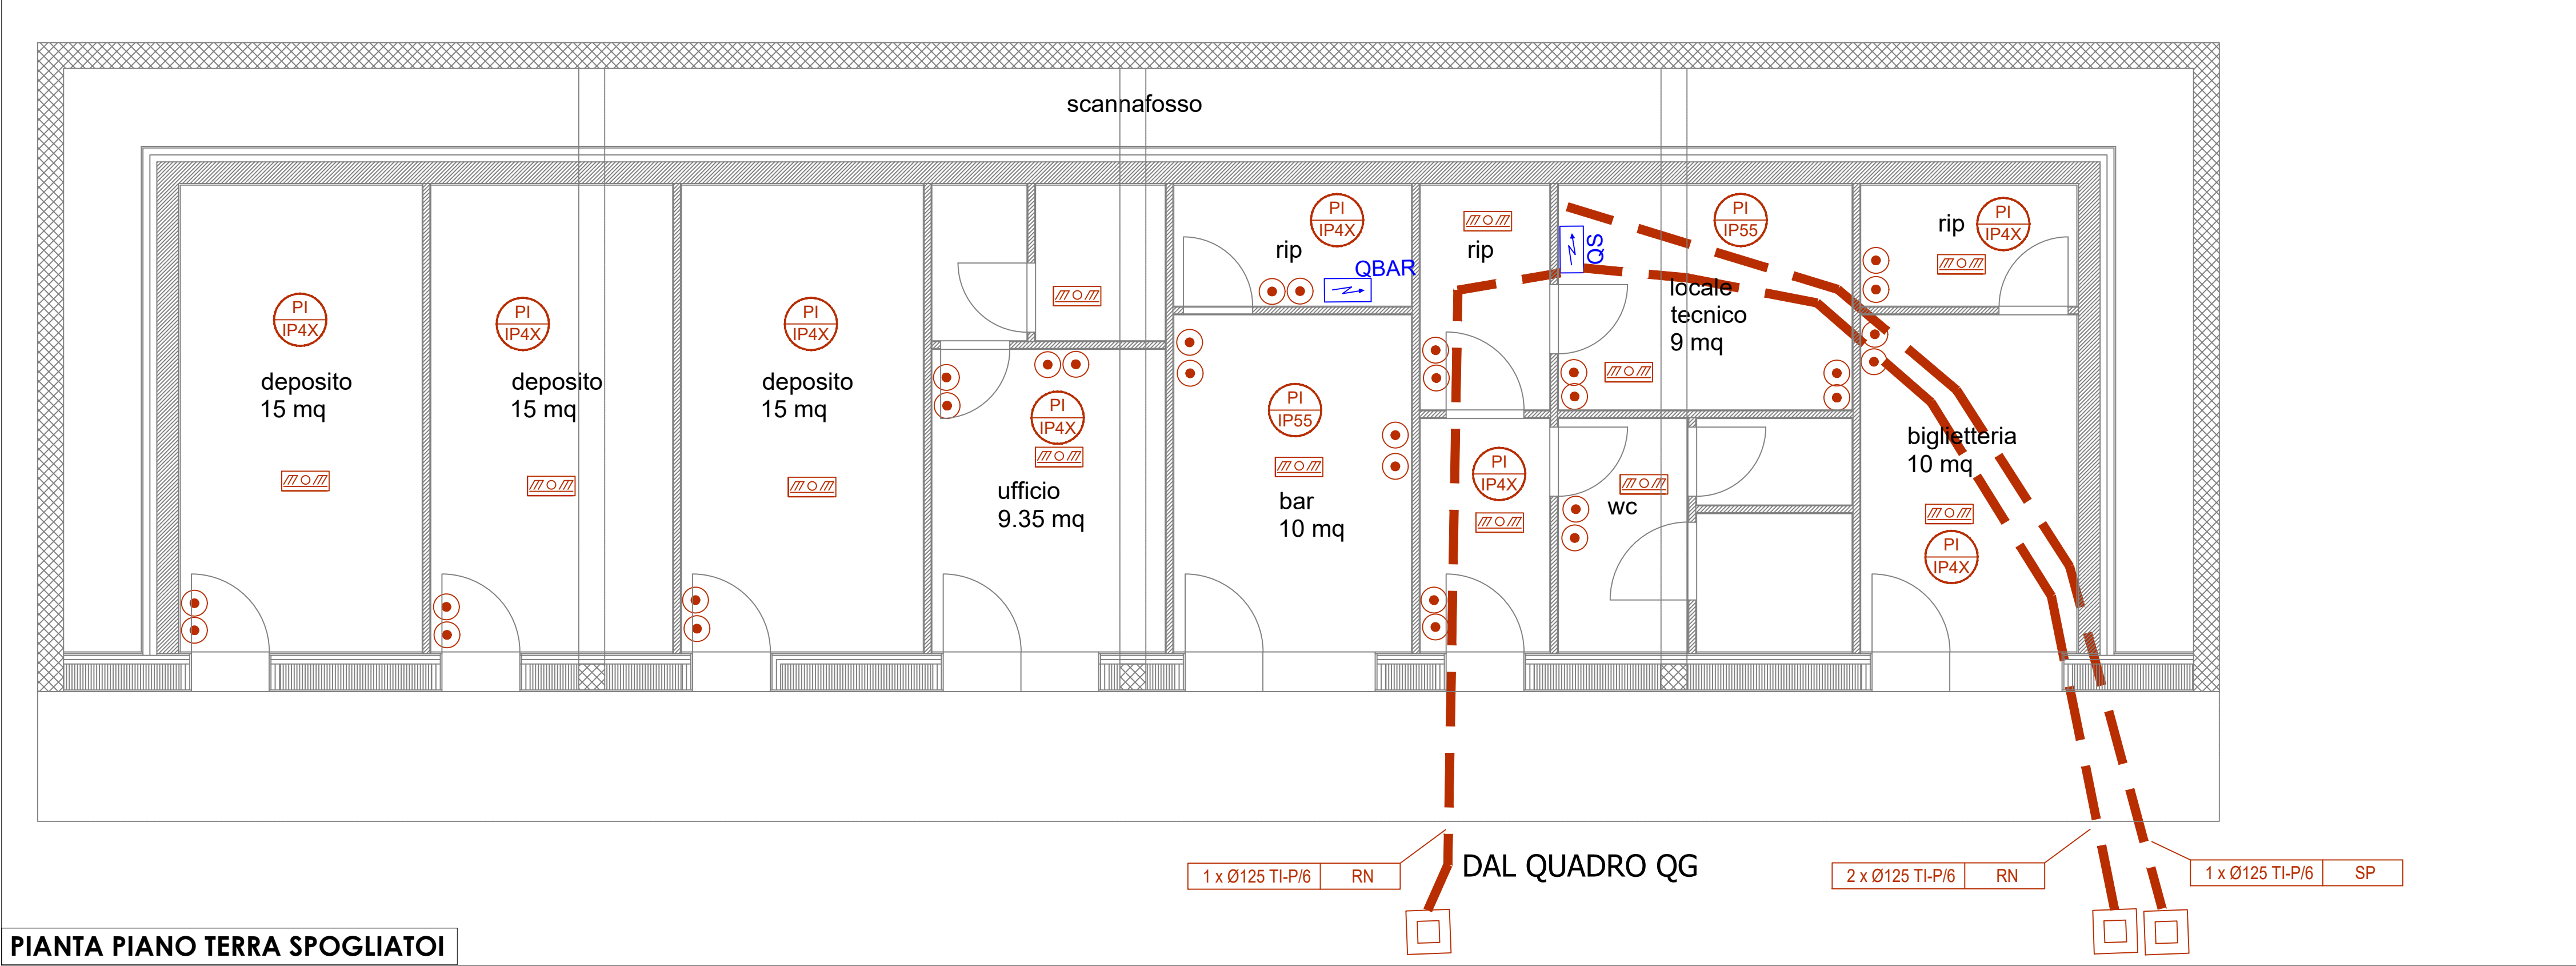 scannafosso
PI
IP4X
deposito
15 mq
PI
IP4X
deposito
15 mq
PI
IP4X
deposito
15 mq
PI
IP4X
ufficio
9.35 mq
PI
IP4X
rip
QBAR
PI
IP55
bar
10 mq
rip
PI
IP4X
QS
PI
IP55
locale
tecnico
9 mq
wc
rip
PI
IP4X
biglietteria
10 mq
PI
IP4X
1 x Ø125 TI-P/6 RN
DAL QUADRO QG
2 x Ø125 TI-P/6 RN
1 x Ø125 TI-P/6 SP
PIANTA PIANO TERRA SPOGLIATOI